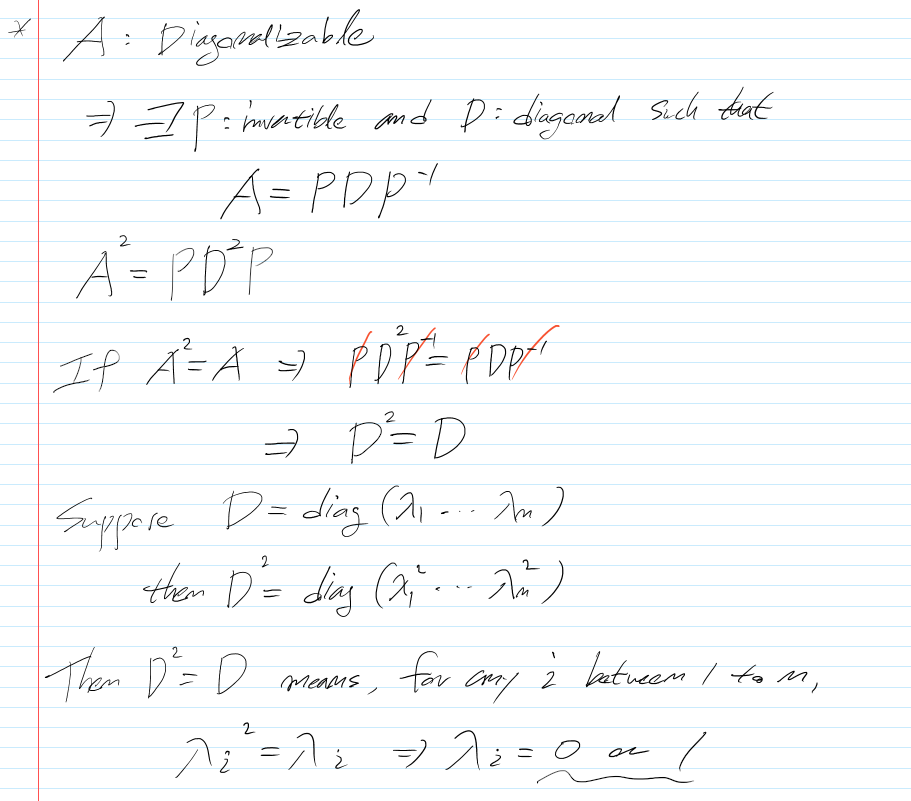 * A : Diagonalizable
⇒ ∃ P : invertible and D : diagonal such that
A = PDP⁻¹
A² = PD²P
If A² = A ⇒ PD²P⁻¹ = PDP⁻¹
⇒ D² = D
Suppose D = diag (λ₁ ... λₙ)
then D² = diag (λ₁² ... λₙ²)
Then D² = D means, for any i between 1 to n,
λᵢ² = λᵢ ⇒ λᵢ = 0 or 1